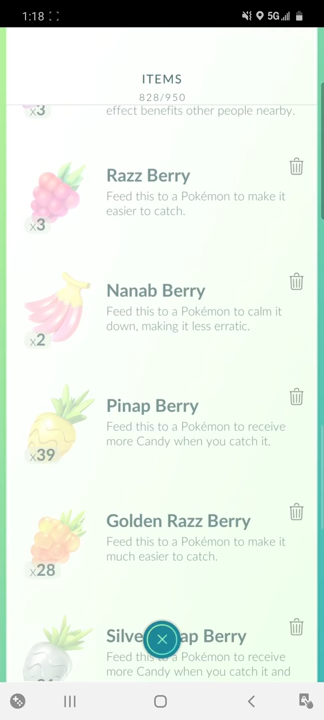 1:18
5G
ITEMS
828/950
x3
effect benefits other people nearby.
Razz Berry
Feed this to a Pokémon to make it
easier to catch.
x3
Nanab Berry
Feed this to a Pokémon to calm it
down, making it less erratic.
x2
Pinap Berry
Feed this to a Pokémon to receive
more Candy when you catch it.
x39
Golden Razz Berry
Feed this to a Pokémon to make it
much easier to catch.
x28
Silve ap Berry
Feed this to a Pokémon to receive
more Candy when you catch it and